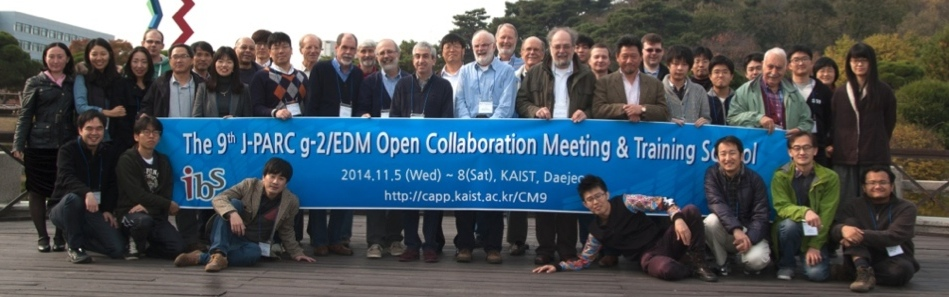 The 9th J-PARC g-2/EDM Open Collaboration Meeting & Training School
ibs
2014.11.5 (Wed) ~ 8(Sat), KAIST,
http://capp.kaist.ac.kr/CM9